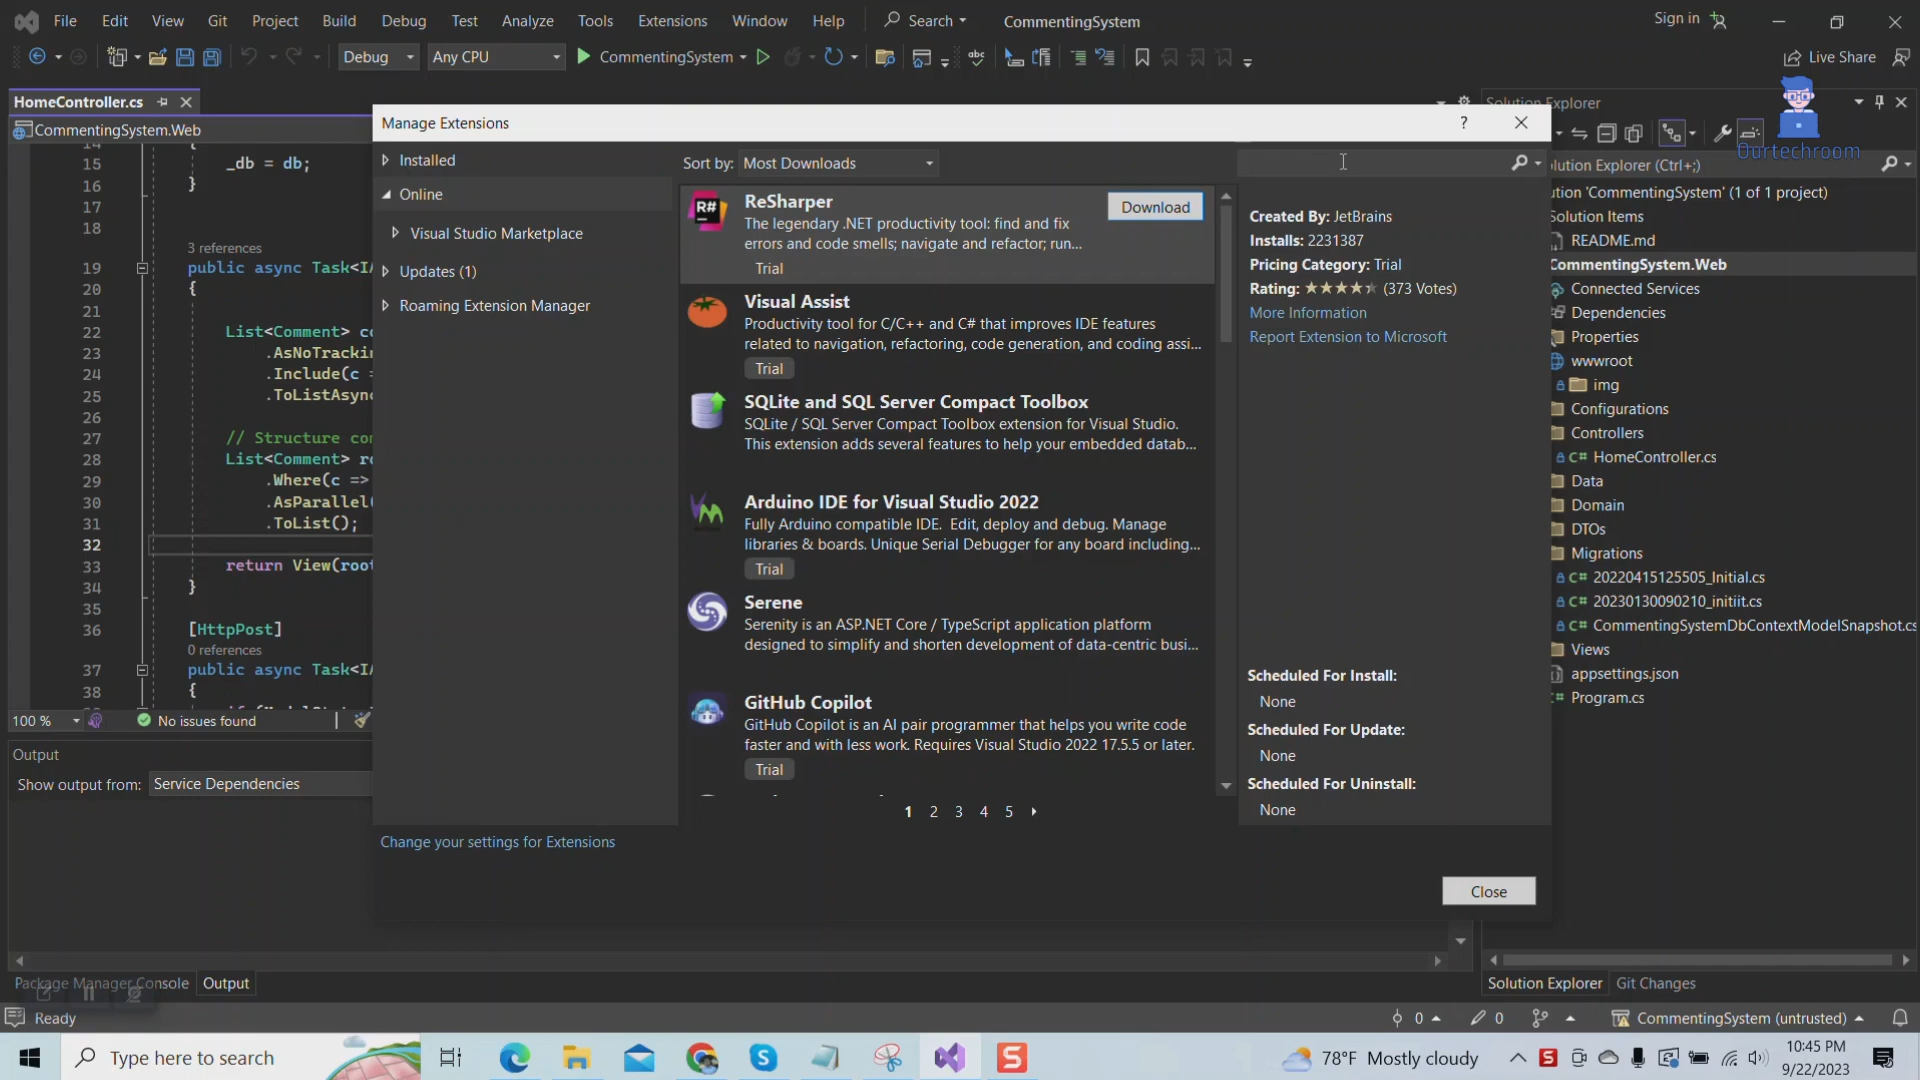 File Edit View Git Project Build Debug Test Analyze Tools Extensions Window Help Search CommentingSystem Sign in
Debug Any CPU CommentingSystem Live Share
HomeController.cs
CommentingSystem.Web
15 _db = db;
16 }
17
18
3 references
19 public async Task<IA
20 {
21
22 List<Comment> co
23 .AsNoTrackin
24 .Include(c =
25 .ToListAsync
26
27 // Structure con
28 List<Comment> ro
29 .Where(c =>
30 .AsParallel(
31 .ToList();
32
33 return View(root
34 }
35
36 [HttpPost]
0 references
37 public async Task<IA
38 {
100 % No issues found
Output
Show output from: Service Dependencies
Package Manager Console Output
Manage Extensions
?
Installed
Online
Visual Studio Marketplace
Updates (1)
Roaming Extension Manager
Change your settings for Extensions
Sort by: Most Downloads
ReSharper
Download
The legendary .NET productivity tool: find and fix
errors and code smells; navigate and refactor; run...
Trial
Visual Assist
Productivity tool for C/C++ and C# that improves IDE features
related to navigation, refactoring, code generation, and coding assi...
Trial
SQLite and SQL Server Compact Toolbox
SQLite / SQL Server Compact Toolbox extension for Visual Studio.
This extension adds several features to help your embedded datab...
Arduino IDE for Visual Studio 2022
Fully Arduino compatible IDE. Edit, deploy and debug. Manage
libraries & boards. Unique Serial Debugger for any board including...
Trial
Serene
Serenity is an ASP.NET Core / TypeScript application platform
designed to simplify and shorten development of data-centric busi...
GitHub Copilot
GitHub Copilot is an AI pair programmer that helps you write code
faster and with less work. Requires Visual Studio 2022 17.5.5 or later.
Trial
1 2 3 4 5
Created By: JetBrains
Installs: 2231387
Pricing Category: Trial
Rating: (373 Votes)
More Information
Report Extension to Microsoft
Scheduled For Install:
None
Scheduled For Update:
None
Scheduled For Uninstall:
None
Close
Solution Explorer
Ourtechroom
lution Explorer (Ctrl+;)
ution 'CommentingSystem' (1 of 1 project)
Solution Items
README.md
CommentingSystem.Web
Connected Services
Dependencies
Properties
wwwroot
img
Configurations
Controllers
C# HomeController.cs
Data
Domain
DTOs
Migrations
C# 20220415125505_Initial.cs
C# 20230130090210_initiit.cs
C# CommentingSystemDbContextModelSnapshot.cs
Views
appsettings.json
Program.cs
Solution Explorer Git Changes
Ready 0 0 CommentingSystem (untrusted)
Type here to search 78°F Mostly cloudy 10:45 PM
9/22/2023